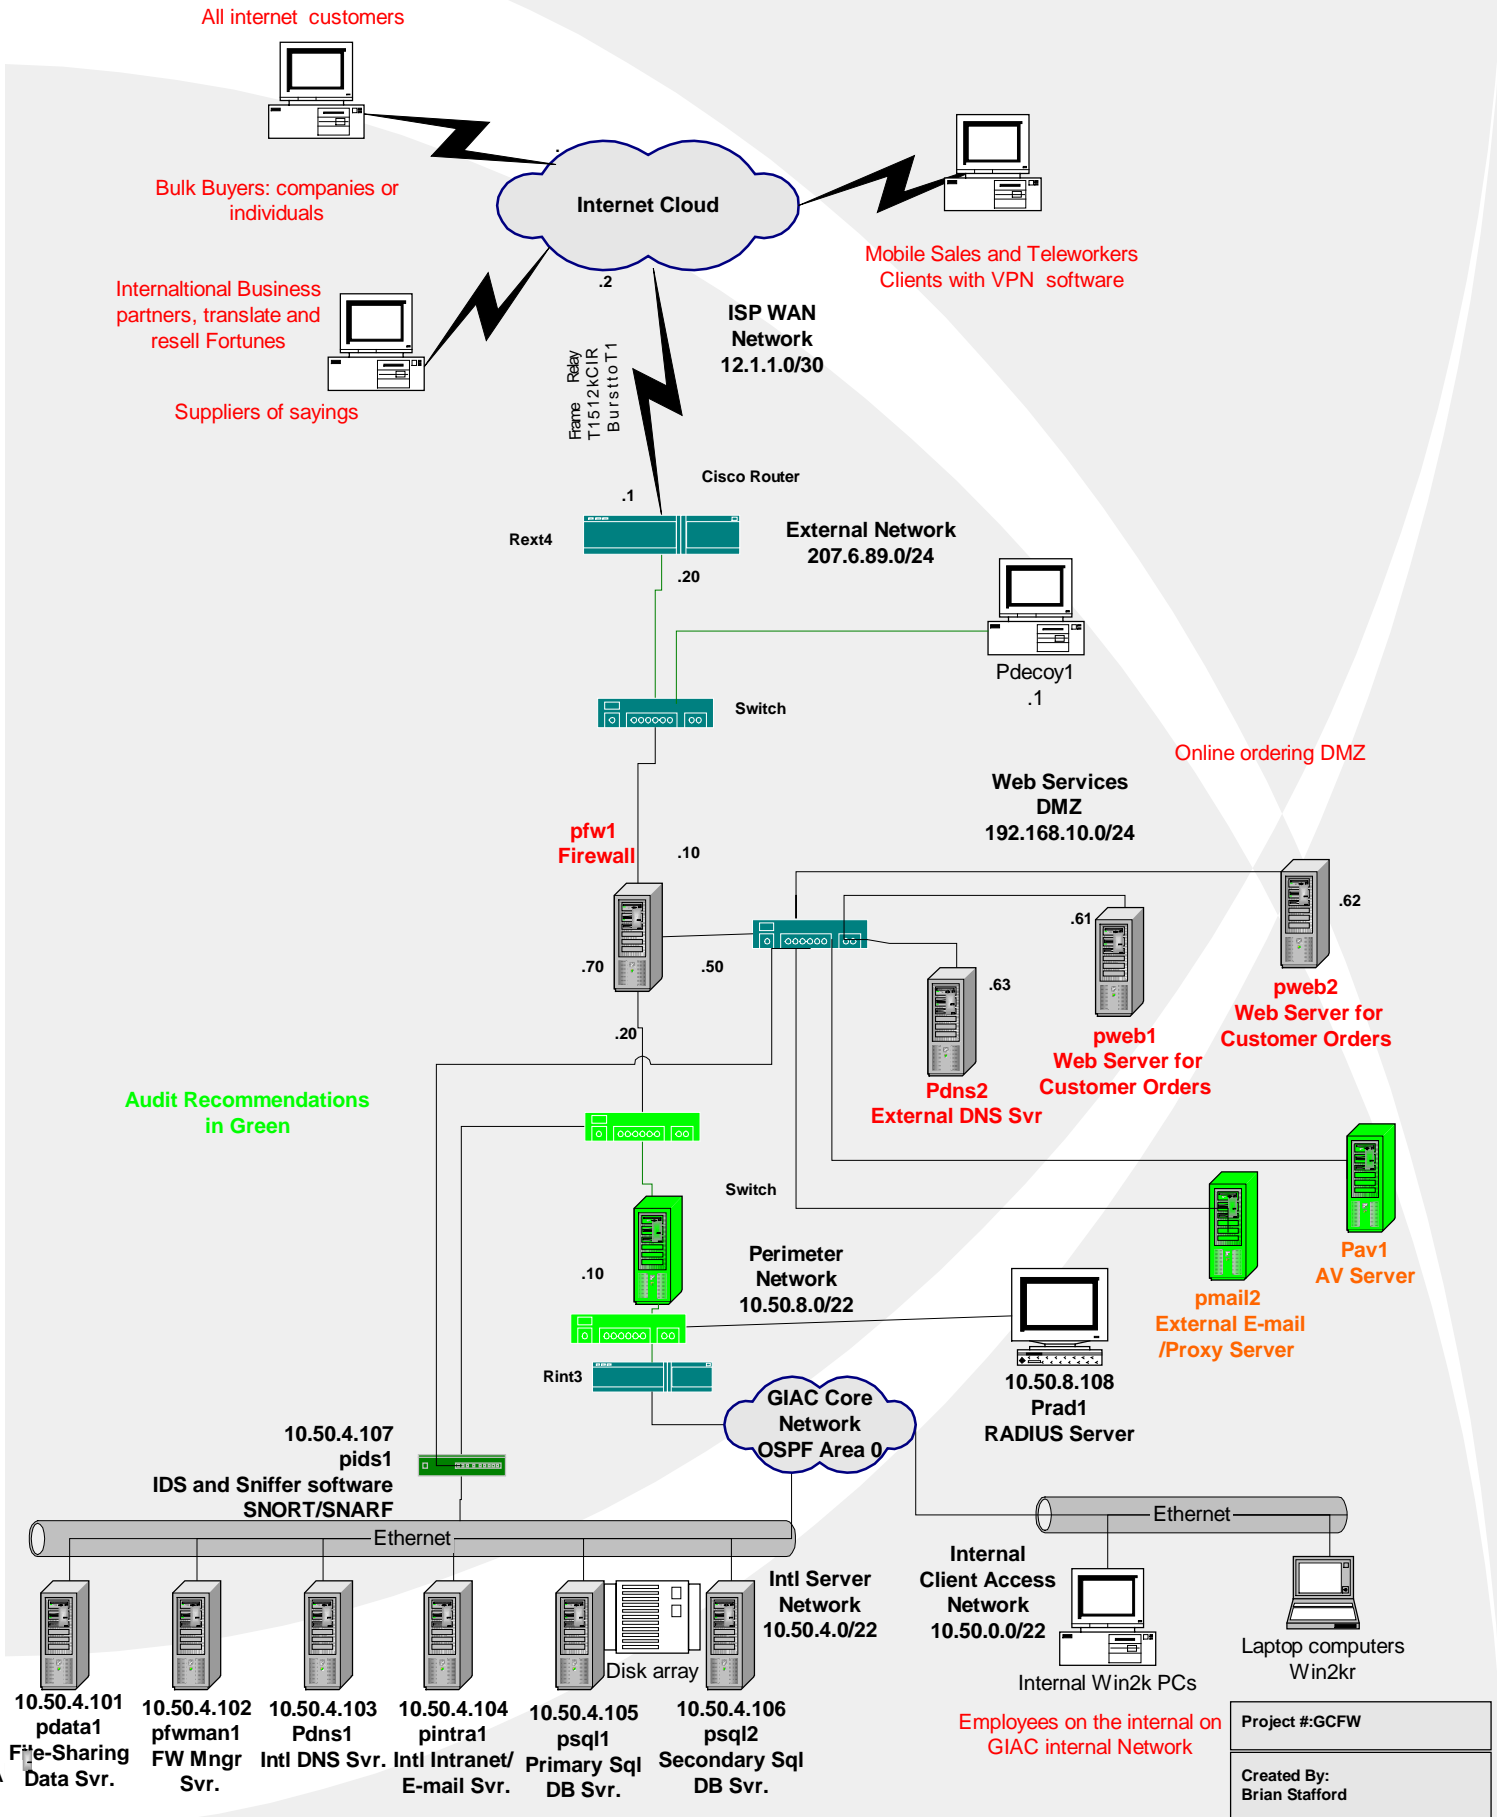 All internet  customers
Bulk Buyers: companies or
individuals
Internet Cloud
Mobile Sales and Teleworkers
Clients with VPN  software
Internaltional Business
partners, translate and
resell Fortunes
Suppliers of sayings
.2
ISP WAN
Network
12.1.1.0/30
Frame Relay
T1512kCIR
BursttoT1
Cisco Router
.1
Rext4
External Network
207.6.89.0/24
.20
Pdecoy1
.1
Switch
Online ordering DMZ
Web Services
DMZ
192.168.10.0/24
pfw1
Firewall
.10
.62
.61
.70
.50
.63
pweb2
Web Server for
Customer Orders
.20
pweb1
Web Server for
Customer Orders
Pdns2
External DNS Svr
Audit Recommendations
in Green
Switch
Pav1
AV Server
Perimeter
Network
10.50.8.0/22
.10
pmail2
External E-mail
/Proxy Server
Rint3
10.50.8.108
Prad1
RADIUS Server
GIAC Core
Network
OSPF Area 0
10.50.4.107
pids1
IDS and Sniffer software
SNORT/SNARF
Ethernet
Ethernet
Intl Server
Network
10.50.4.0/22
Internal
Client Access
Network
10.50.0.0/22
Disk array
Internal Win2k PCs
Laptop computers
Win2kr
10.50.4.101
pdata1
File-Sharing
Data Svr.
10.50.4.102
pfwman1
FW Mngr
Svr.
10.50.4.103
Pdns1
Intl DNS Svr.
10.50.4.104
pintra1
Intl Intranet/
E-mail Svr.
10.50.4.105
psql1
Primary Sql
DB Svr.
10.50.4.106
psql2
Secondary Sql
DB Svr.
Employees on the internal on
GIAC internal Network
Project #:GCFW
Created By:
Brian Stafford